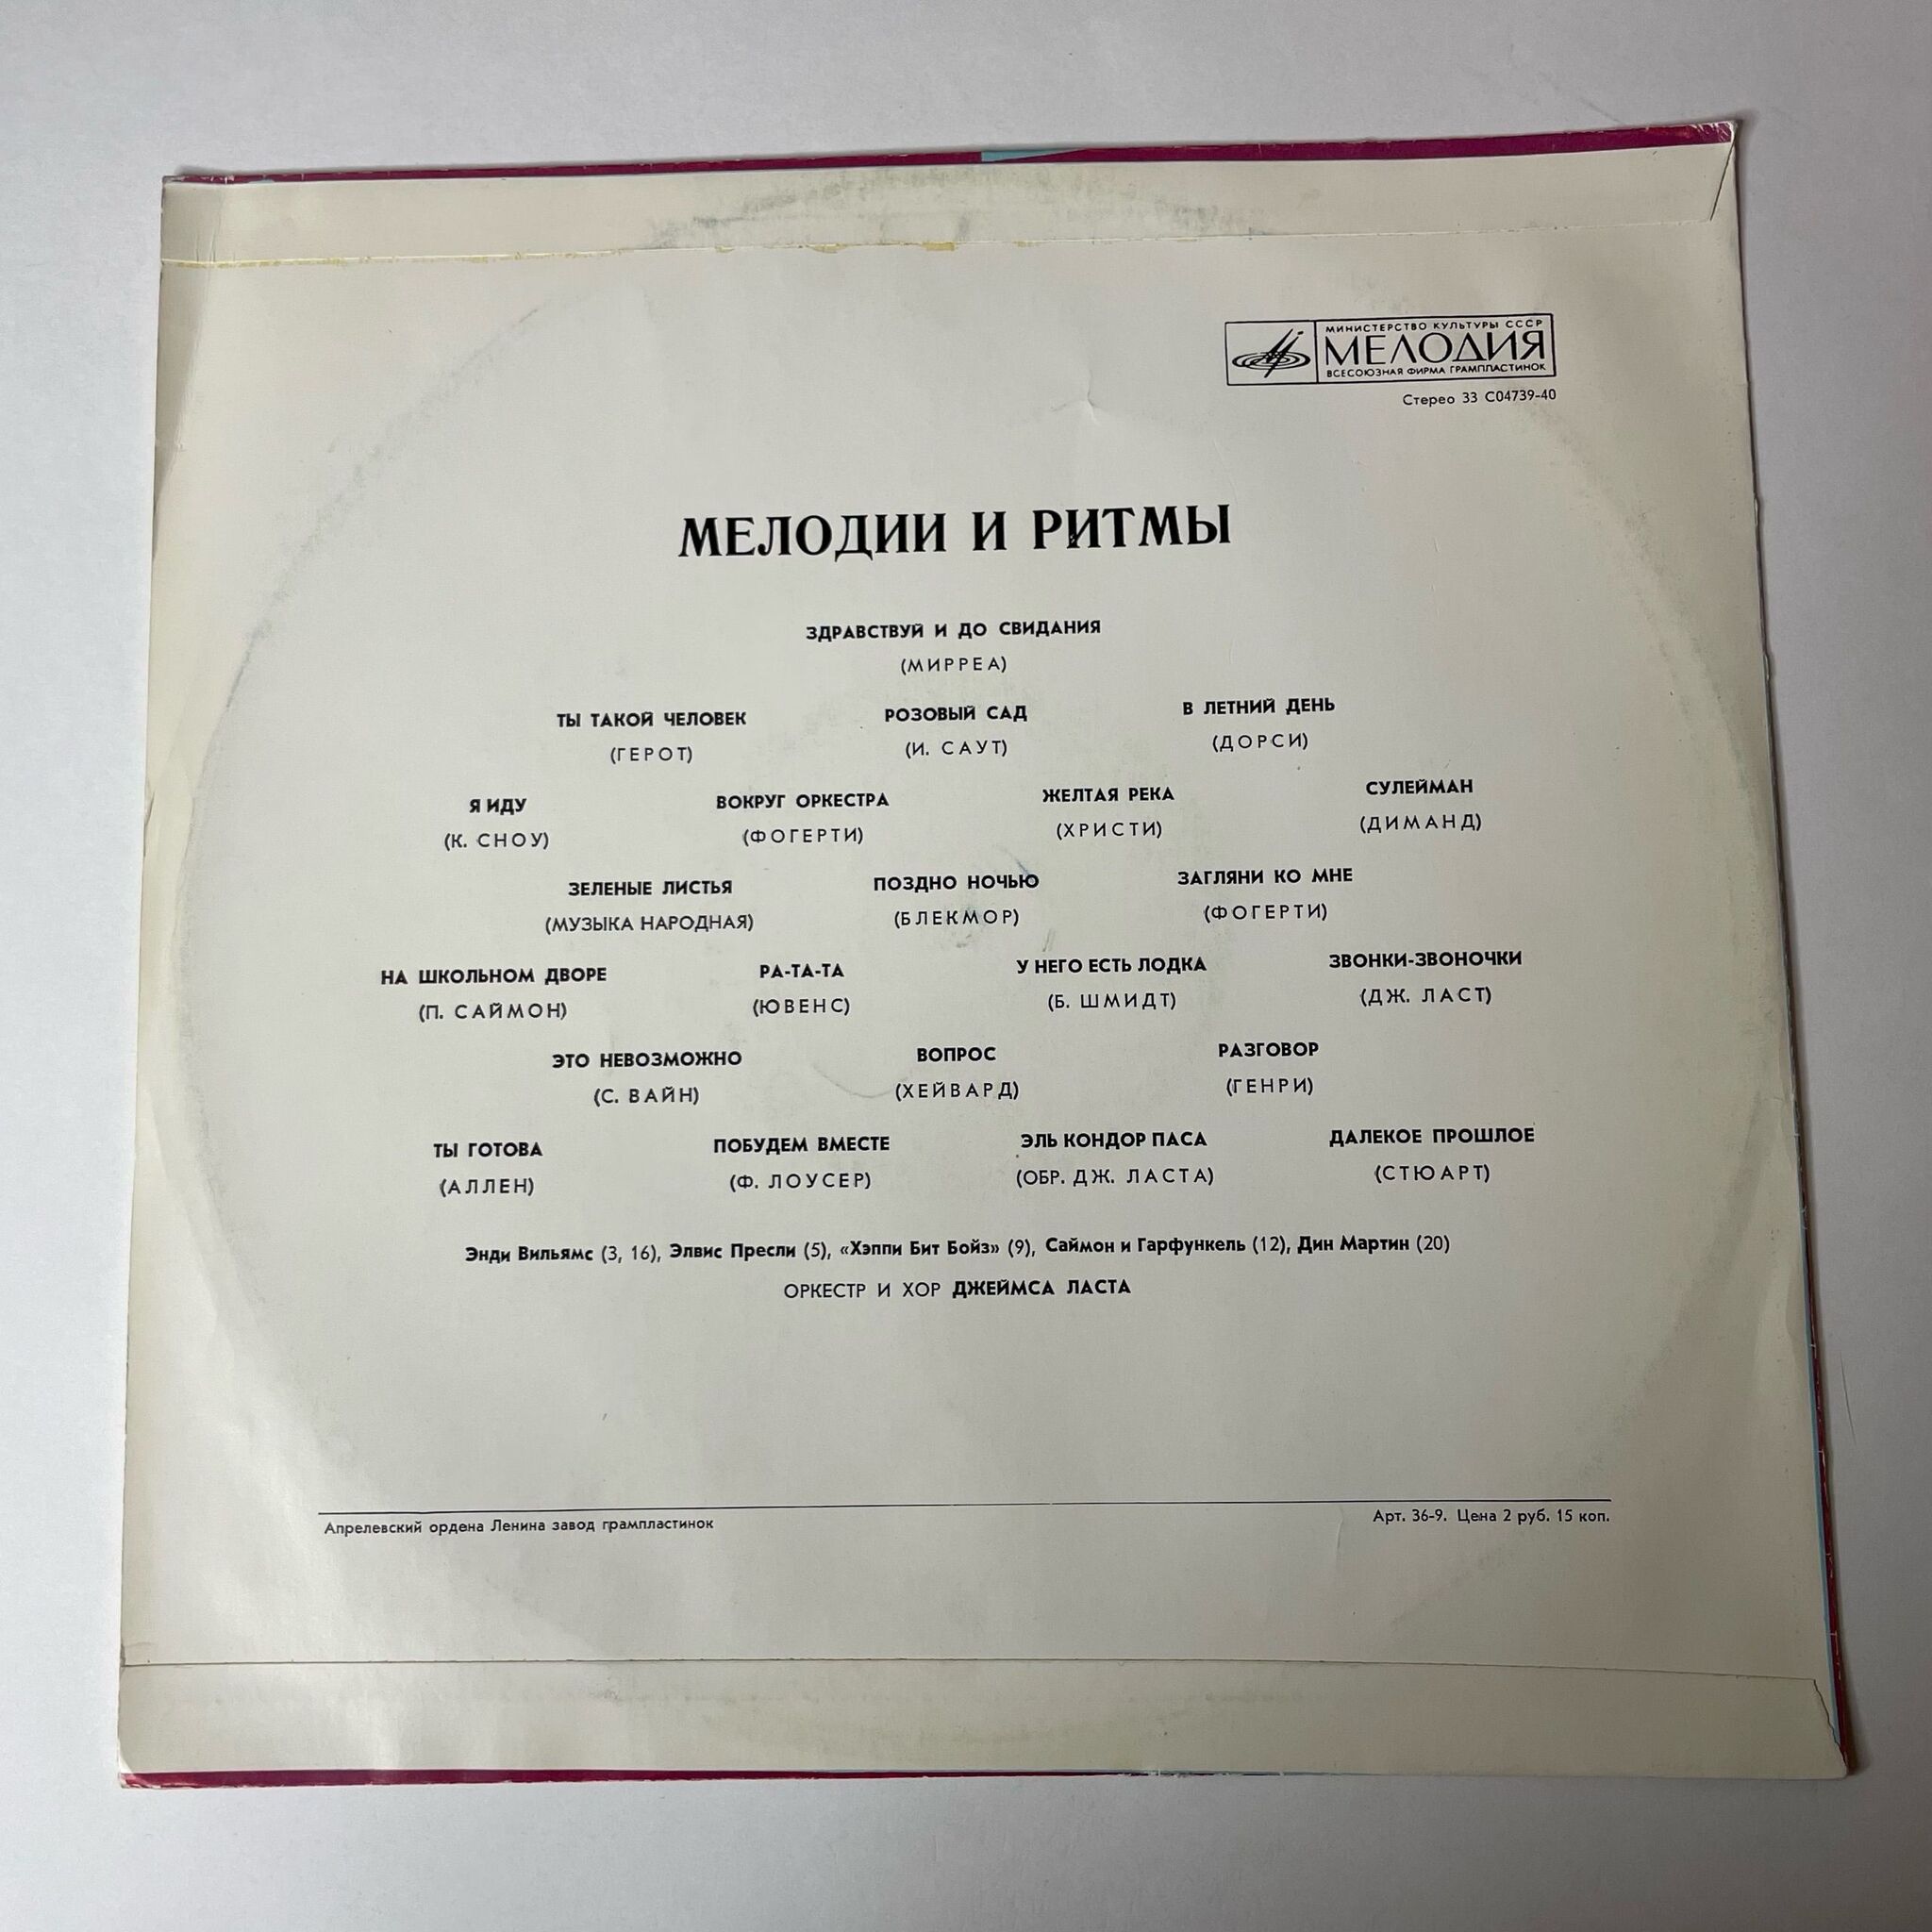 МИНИСТЕРСТВО КУЛЬТУРЫ СССР
МЕЛОДИЯ
ВСЕСОЮЗНАЯ ФИРМА ГРАМПЛАСТИНОК
Стерео 33 С04739-40
МЕЛОДИИ И РИТМЫ
ЗДРАВСТВУЙ И ДО СВИДАНИЯ
(МИРРЕА)
ТЫ ТАКОЙ ЧЕЛОВЕК РОЗОВЫЙ САД В ЛЕТНИЙ ДЕНЬ
(ГЕРОТ) (И. САУТ) (ДОРСИ)
Я ИДУ ВОКРУГ ОРКЕСТРА ЖЕЛТАЯ РЕКА СУЛЕЙМАН
(К. СНОУ) (ФОГЕРТИ) (ХРИСТИ) (ДИМАНД)
ЗЕЛЕНЫЕ ЛИСТЬЯ ПОЗДНО НОЧЬЮ ЗАГЛЯНИ КО МНЕ
(МУЗЫКА НАРОДНАЯ) (БЛЕКМОР) (ФОГЕРТИ)
НА ШКОЛЬНОМ ДВОРЕ РА-ТА-ТА У НЕГО ЕСТЬ ЛОДКА ЗВОНКИ-ЗВОНОЧКИ
(П. САЙМОН) (ЮВЕНС) (Б. ШМИДТ) (ДЖ. ЛАСТ)
ЭТО НЕВОЗМОЖНО ВОПРОС РАЗГОВОР
(С. ВАЙН) (ХЕЙВАРД) (ГЕНРИ)
ТЫ ГОТОВА ПОБУДЕМ ВМЕСТЕ ЭЛЬ КОНДОР ПАСА ДАЛЕКОЕ ПРОШЛОЕ
(АЛЛЕН) (Ф. ЛОУСЕР) (ОБР. ДЖ. ЛАСТА) (СТЮАРТ)
Энди Вильямс (3, 16), Элвис Пресли (5), «Хэппи Бит Бойз» (9), Саймон и Гарфункель (12), Дин Мартин (20)
ОРКЕСТР И ХОР ДЖЕЙМСА ЛАСТА
Апрелевский ордена Ленина завод грампластинок Арт. 36-9. Цена 2 руб. 15 коп.